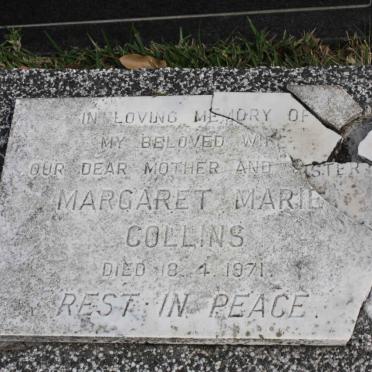 IN LOVING MEMORY OF
MY BELOVED WIFE
OUR DEAR MOTHER AND SISTER
MARGARET MARIE
COLLINS
DIED 18.4.1971.
REST IN PEACE.